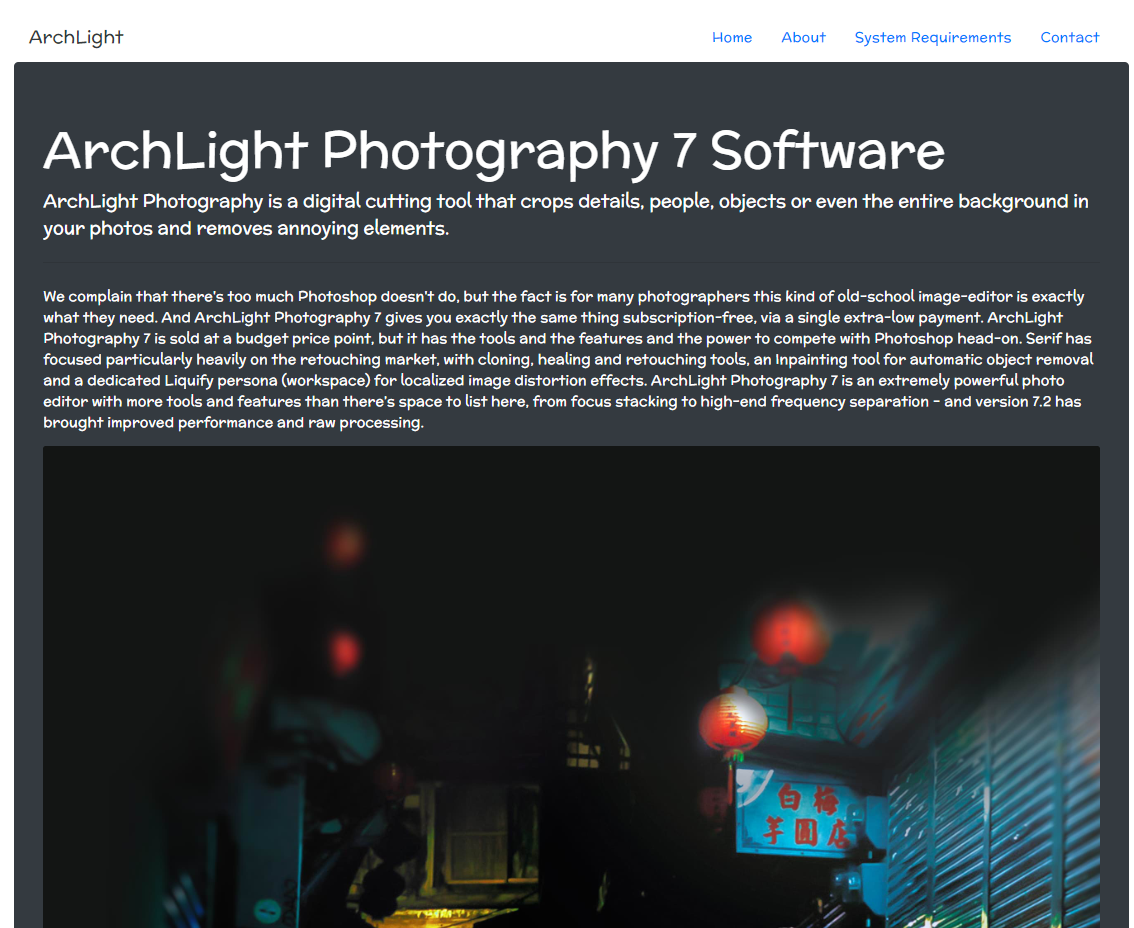 ArchLight
Home About System Requirements Contact
ArchLight Photography 7 Software
ArchLight Photography is a digital cutting tool that crops details, people, objects or even the entire background in
your photos and removes annoying elements.
We complain that there's too much Photoshop doesn't do, but the fact is for many photographers this kind of old-school image-editor is exactly
what they need. And ArchLight Photography 7 gives you exactly the same thing subscription-free, via a single extra-low payment. ArchLight
Photography 7 is sold at a budget price point, but it has the tools and the features and the power to compete with Photoshop head-on. Serif has
focused particularly heavily on the retouching market, with cloning, healing and retouching tools, an Inpainting tool for automatic object removal
and a dedicated Liquify persona (workspace) for localized image distortion effects. ArchLight Photography 7 is an extremely powerful photo
editor with more tools and features than there's space to list here, from focus stacking to high-end frequency separation – and version 7.2 has
brought improved performance and raw processing.
白梅
芋圓店